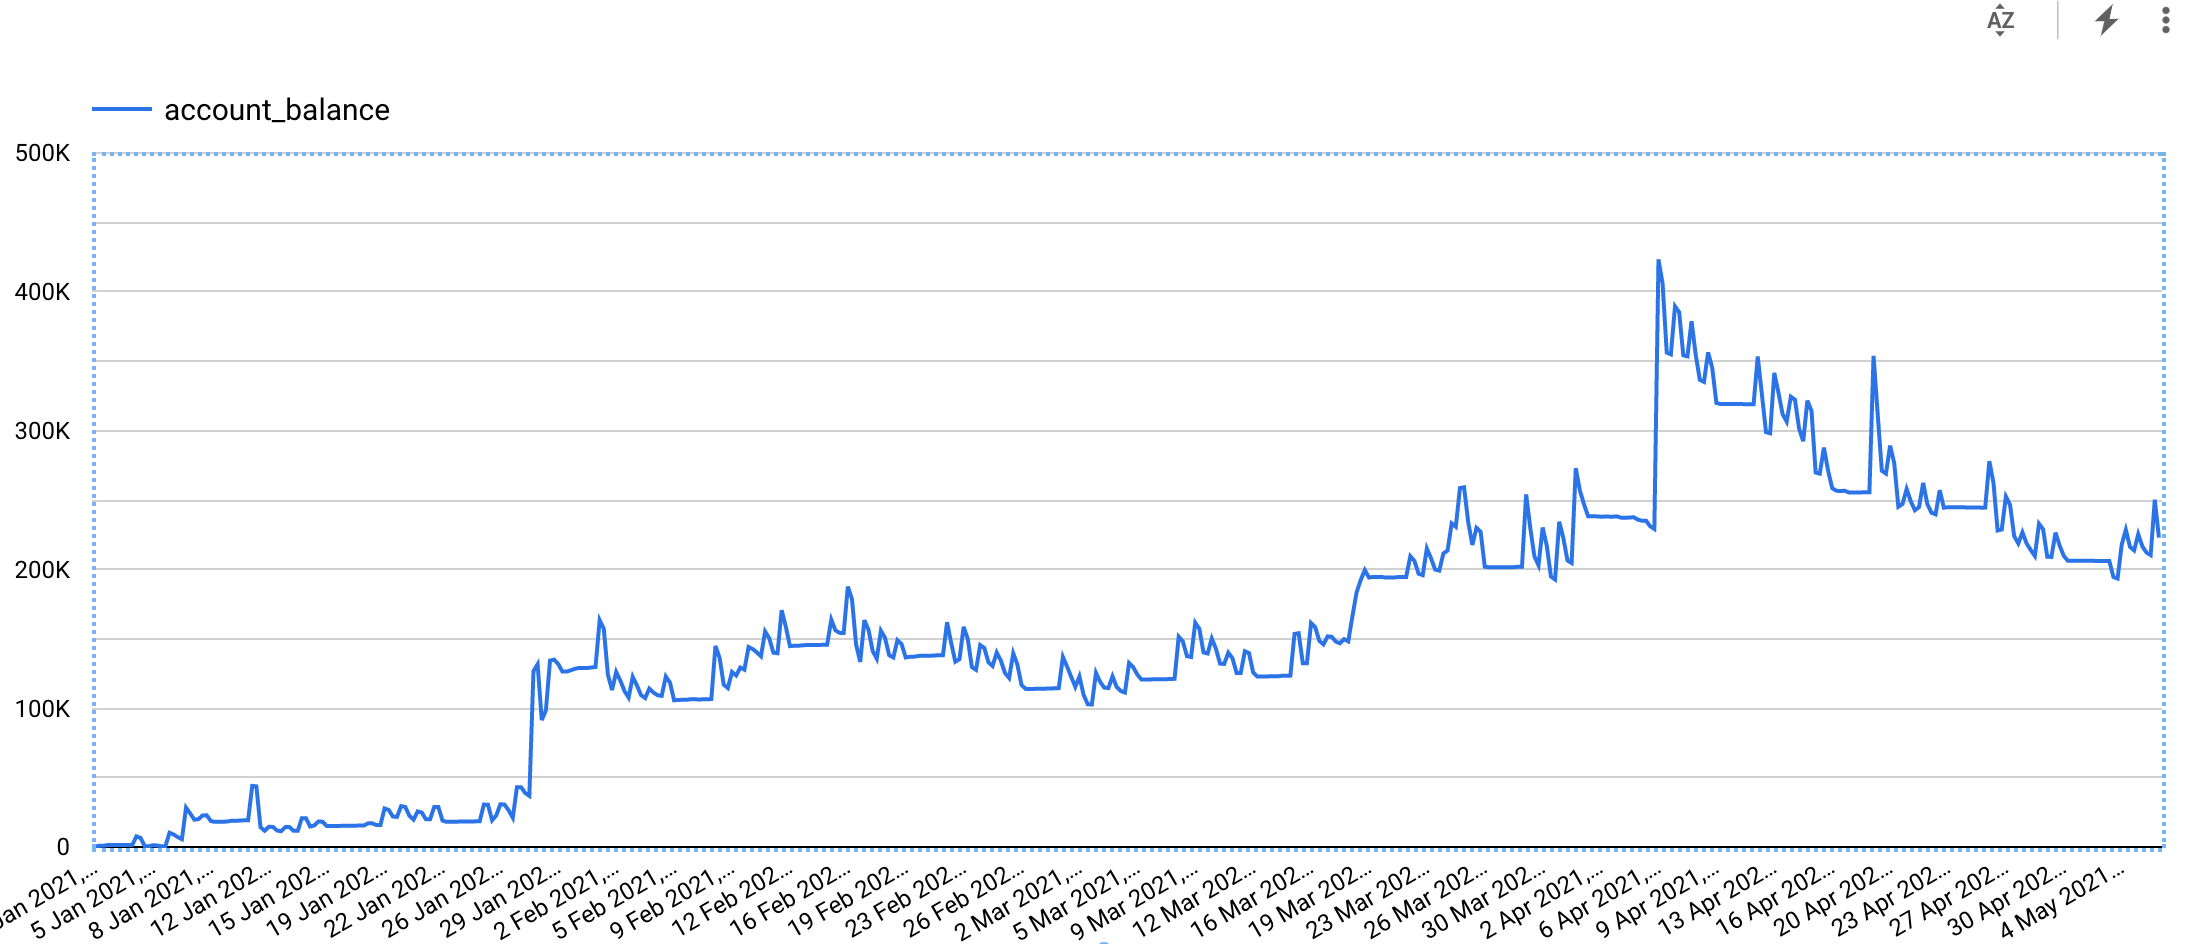 AZ
account_balance
500K
400K
300K
200K
100K
0
Jan 2021,...
5 Jan 2021,...
8 Jan 2021,...
12 Jan 202...
15 Jan 202...
19 Jan 202...
22 Jan 202...
26 Jan 202...
29 Jan 202...
2 Feb 2021,...
5 Feb 2021,...
9 Feb 2021,...
12 Feb 202...
16 Feb 202...
19 Feb 202...
23 Feb 202...
26 Feb 202...
2 Mar 2021,...
5 Mar 2021,...
9 Mar 2021,...
12 Mar 202...
16 Mar 202...
19 Mar 202...
23 Mar 202...
26 Mar 202...
30 Mar 202...
2 Apr 2021,...
6 Apr 2021,...
9 Apr 2021,...
13 Apr 202...
16 Apr 202...
20 Apr 202...
23 Apr 202...
27 Apr 202...
30 Apr 202...
4 May 2021...